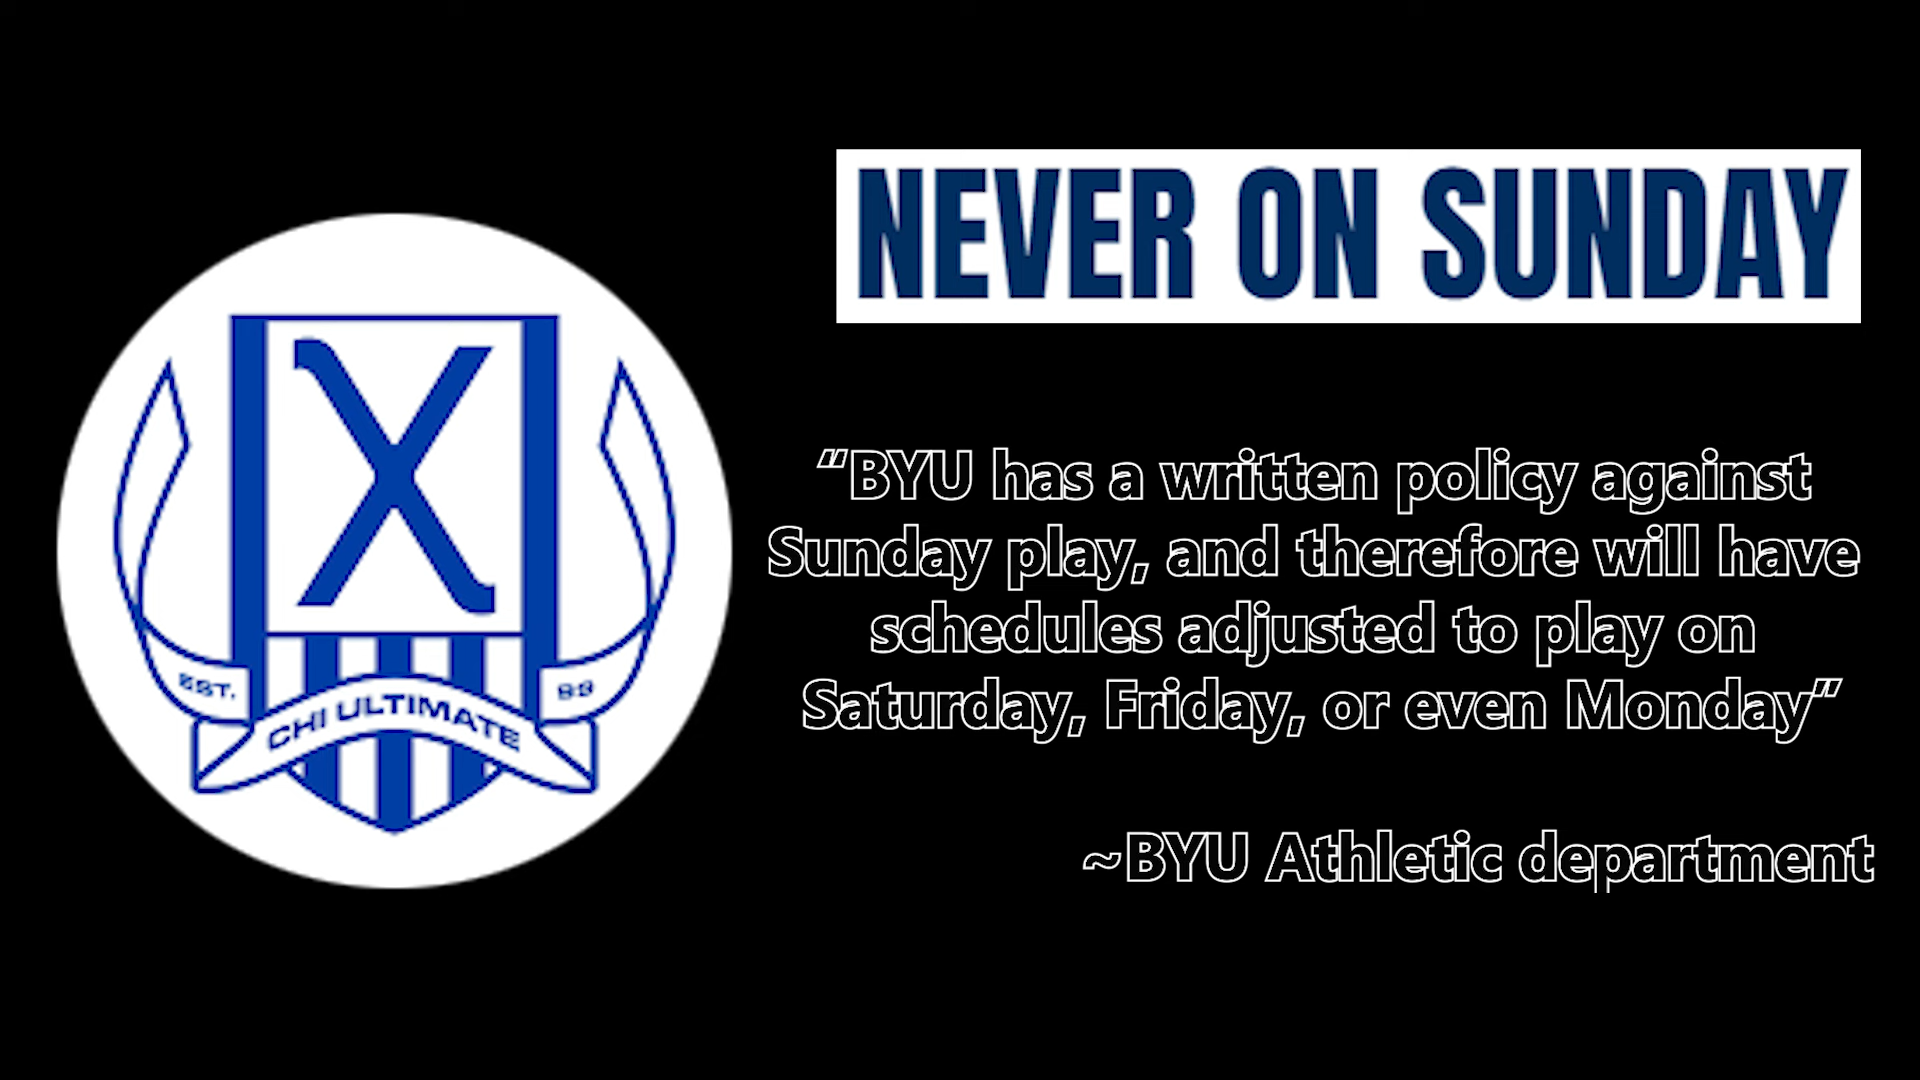 X
EST. 93
CHI ULTIMATE
NEVER ON SUNDAY
“BYU has a written policy against
Sunday play, and therefore will have
schedules adjusted to play on
Saturday, Friday, or even Monday”
~BYU Athletic department